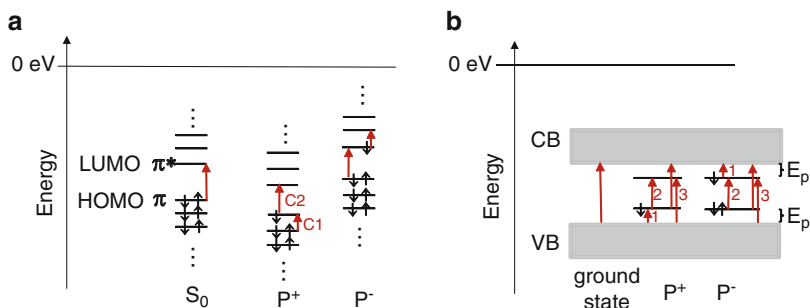 a
0 eV
LUMO π*
HOMO π
Energy
C2
C1
S0
P+
P-
b
0 eV
CB
VB
Energy
1
2
3
1
2
3
Ep
Ep
ground
state
P+
P-